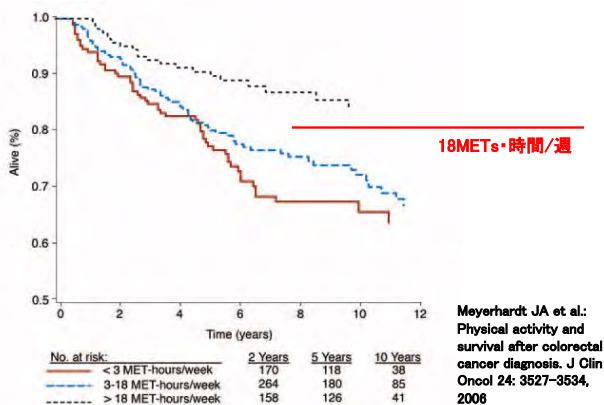 1.0
0.9
0.8
0.7
0.6
0.5
Alive (%)
0
2
4
6
8
10
12
Time (years)
18METs・時間/週
No. at risk: 2 Years 5 Years 10 Years
< 3 MET-hours/week 170 118 38
3-18 MET-hours/week 264 180 85
> 18 MET-hours/week 158 126 41
Meyerhardt JA et al.:
Physical activity and
survival after colorectal
cancer diagnosis. J Clin
Oncol 24: 3527-3534,
2006